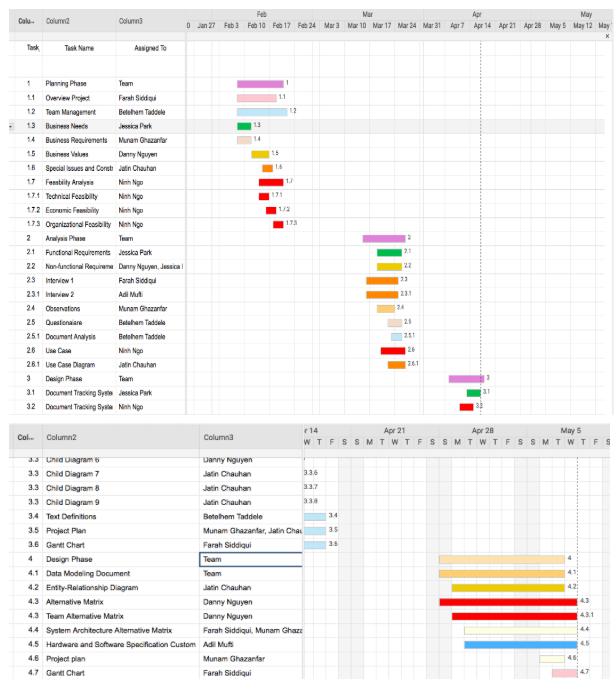 Feb Mar Apr May
Colu... Column2 Column3 0 Jan 27 Feb 3 Feb 10 Feb 17 Feb 24 Mar 3 Mar 10 Mar 17 Mar 24 Mar 31 Apr 7 Apr 14 Apr 21 Apr 28 May 5 May 12 May
Task Task Name Assigned To
1 Planning Phase Team 1
1.1 Overview Project Farah Siddiqui 1.1
1.2 Team Management Betelhem Taddele 1.2
1.3 Business Needs Jessica Park 1.3
1.4 Business Requirements Munam Ghazanfar 1.4
1.5 Business Values Danny Nguyen 1.5
1.6 Special Issues and Constr Jatin Chauhan 1.6
1.7 Feasbility Analysis Ninh Ngo 1.7
1.7.1 Technical Feasibility Ninh Ngo 1.7.1
1.7.2 Economic Feasibility Ninh Ngo 1.7.2
1.7.3 Organizational Feasibility Ninh Ngo 1.7.3
2 Analysis Phase Team 2
2.1 Functional Requirements Jessica Park 2.1
2.2 Non-functional Requireme Danny Nguyen, Jessica 2.2
2.3 Interview 1 Farah Siddiqui 2.3
2.3.1 Interview 2 Adil Mufti 2.3.1
2.4 Observations Munam Ghazanfar 2.4
2.5 Questionaiare Betelhem Taddele 2.5
2.5.1 Document Analysis Betelhem Taddele 2.5.1
2.6 Use Case Ninh Ngo 2.6
2.6.1 Use Case Diagram Jatin Chauhan 2.6.1
3 Design Phase Team 3
3.1 Document Tracking Syste Jessica Park 3.1
3.2 Document Tracking Syste Ninh Ngo 3.2
r 14 Apr 21 Apr 28 May 5
Col... Column2 Column3 W T F S S M T W T F S S M T W T F S S M T W T F S
3.3 Child Diagram 6 Danny Nguyen
3.3 Child Diagram 7 Jatin Chauhan 3.3.6
3.3 Child Diagram 8 Jatin Chauhan 3.3.7
3.3 Child Diagram 9 Jatin Chauhan 3.3.8
3.4 Text Definitions Betelhem Taddele 3.4
3.5 Project Plan Munam Ghazanfar, Jatin Chau 3.5
3.6 Gantt Chart Farah Siddiqui 3.6
4 Design Phase Team 4
4.1 Data Modeling Document Team 4.1
4.2 Entity-Relationship Diagram Jatin Chauhan 4.2
4.3 Alternative Matrix Danny Nguyen 4.3
4.3 Team Alternative Matrix Danny Nguyen 4.3.1
4.4 System Architecture Alternative Matrix Farah Siddiqui, Munam Ghaza 4.4
4.5 Hardware and Software Specification Custom Adil Mufti 4.5
4.6 Project plan Munam Ghazanfar 4.6
4.7 Gantt Chart Farah Siddiqui 4.7